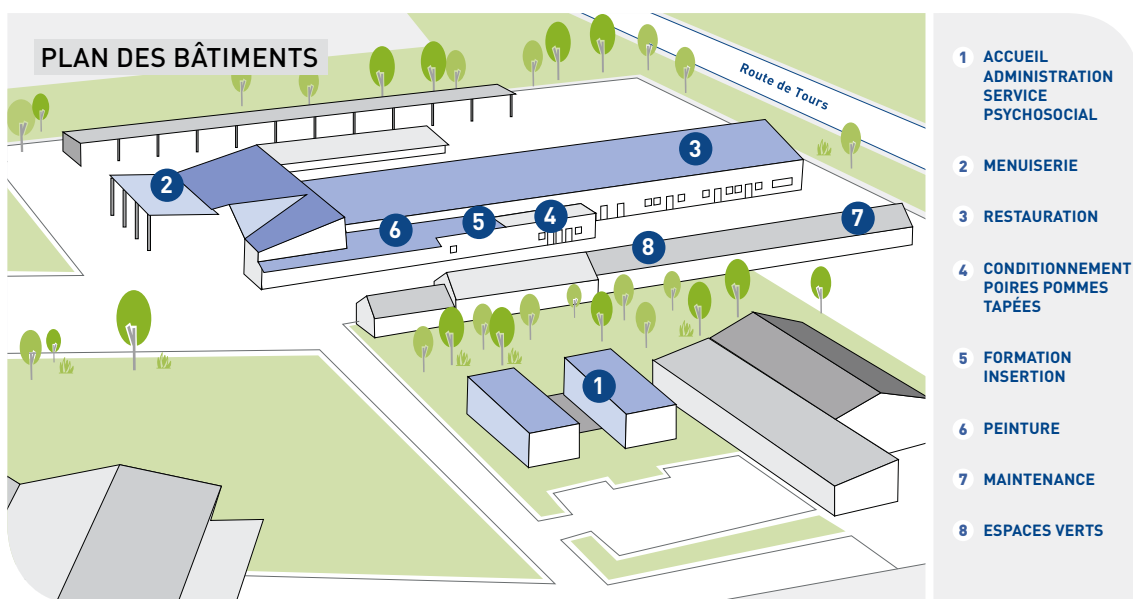 PLAN DES BÂTIMENTS
Route de Tours
2
3
6
5
4
7
8
1
1 ACCUEIL
ADMINISTRATION
SERVICE
PSYCHOSOCIAL
2 MENUISERIE
3 RESTAURATION
4 CONDITIONNEMENT
POIRES POMMES
TAPÉES
5 FORMATION
INSERTION
6 PEINTURE
7 MAINTENANCE
8 ESPACES VERTS